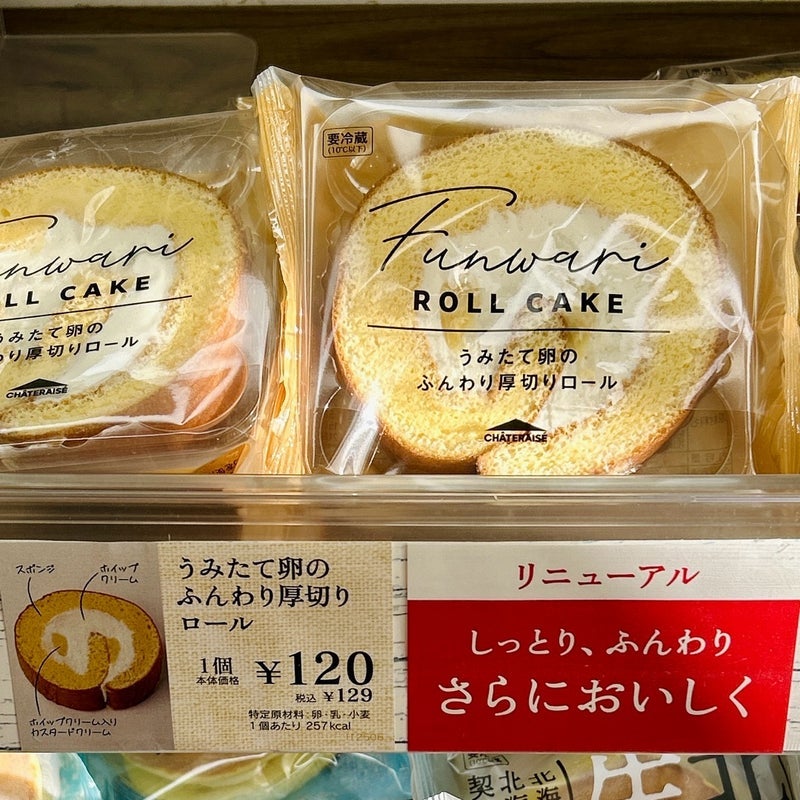 要冷蔵
(10℃以下)
Funwari
ROLL CAKE
うみたて卵の
ふんわり厚切りロール
CHÂTERAISÉ
unwari
OLL CAKE
うみたて卵の
わり厚切りロール
CHÂTERAISÉ
スポンジ
ホイップ
クリーム
ホイップクリーム入り
カスタードクリーム
うみたて卵の
ふんわり厚切り
ロール
1個
本体価格
¥120
税込 ¥129
特定原材料:卵・乳・小麦
1個あたり 257kcal
リニューアル
しっとり、ふんわり
さらにおいしく
北海
北海
契